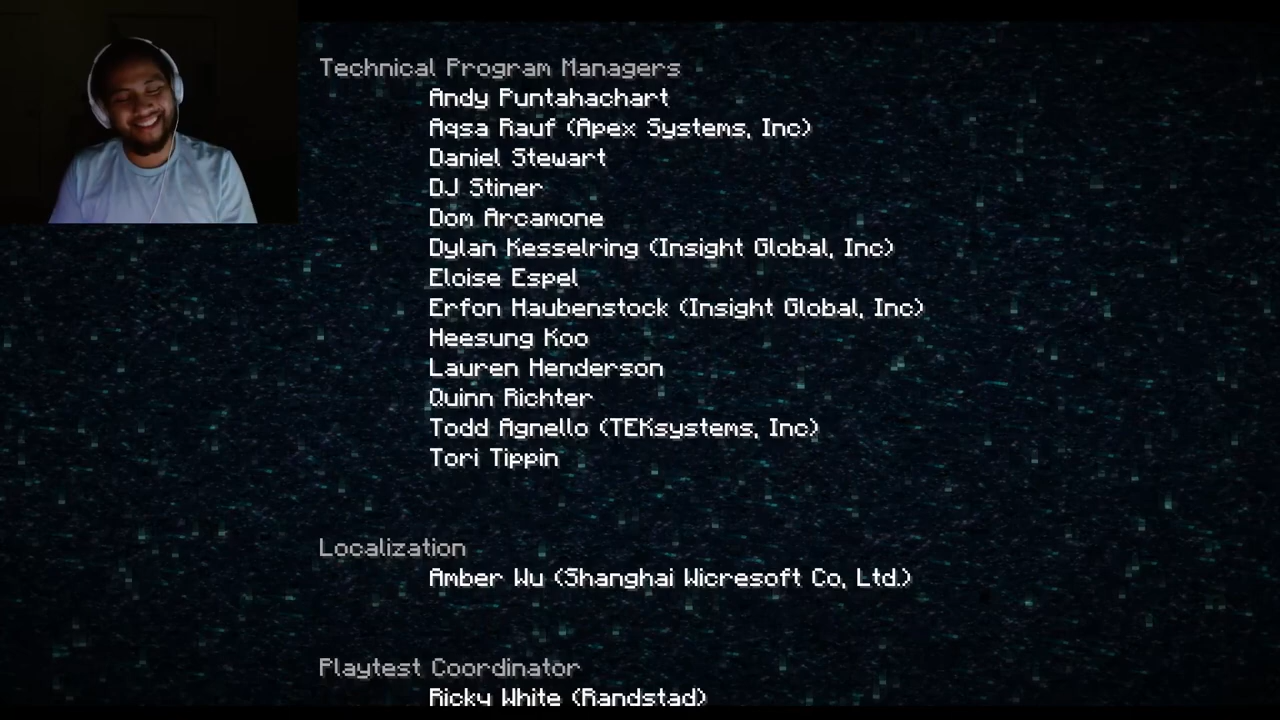 Technical Program Managers
Andy Puntahachart
Aqsa Rauf (Apex Systems, Inc)
Daniel Stewart
DJ Stiner
Dom Arcamone
Dylan Kesselring (Insight Global, Inc)
Eloise Espel
Erfon Haubenstock (Insight Global, Inc)
Heesung Koo
Lauren Henderson
Quinn Richter
Todd Agnello (TEKsystems, Inc)
Tori Tippin
Localization
Amber Wu (Shanghai Wicresoft Co, Ltd.)
Playtest Coordinator
Ricky White (Randstad)